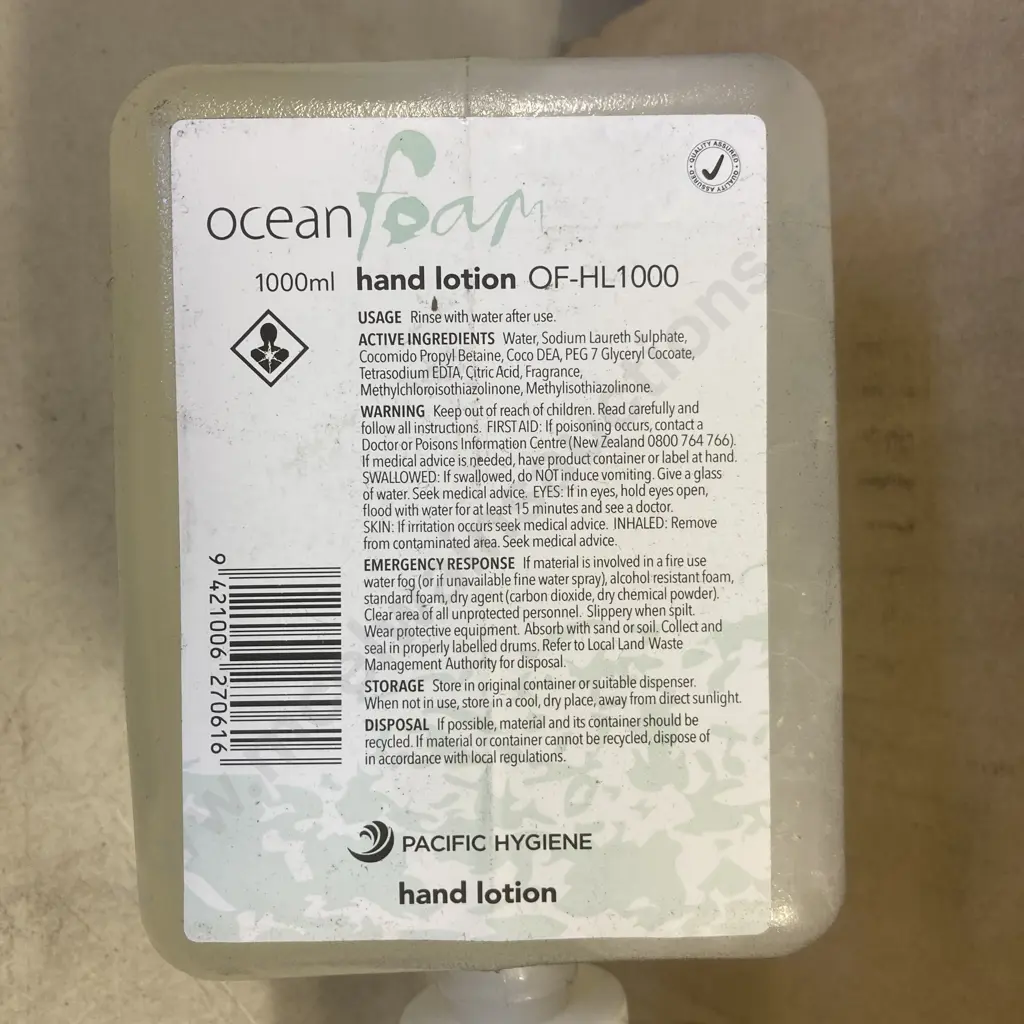 oceanfoam
QUALITY ASSURED • QUALITY ASSURED •
1000ml hand lotion OF-HL1000
USAGE Rinse with water after use.
ACTIVE INGREDIENTS Water, Sodium Laureth Sulphate,
Cocomido Propyl Betaine, Coco DEA, PEG 7 Glyceryl Cocoate,
Tetrasodium EDTA, Citric Acid, Fragrance,
Methylchloroisothiazolinone, Methylisothiazolinone.
WARNING Keep out of reach of children. Read carefully and
follow all instructions. FIRST AID: If poisoning occurs, contact a
Doctor or Poisons Information Centre (New Zealand 0800 764 766).
If medical advice is needed, have product container or label at hand.
SWALLOWED: If swallowed, do NOT induce vomiting. Give a glass
of water. Seek medical advice. EYES: If in eyes, hold eyes open,
flood with water for at least 15 minutes and see a doctor.
SKIN: If irritation occurs seek medical advice. INHALED: Remove
from contaminated area. Seek medical advice.
EMERGENCY RESPONSE If material is involved in a fire use
water fog (or if unavailable fine water spray), alcohol resistant foam,
standard foam, dry agent (carbon dioxide, dry chemical powder).
Clear area of all unprotected personnel. Slippery when spilt.
Wear protective equipment. Absorb with sand or soil. Collect and
seal in properly labelled drums. Refer to Local Land Waste
Management Authority for disposal.
STORAGE Store in original container or suitable dispenser.
When not in use, store in a cool, dry place, away from direct sunlight.
DISPOSAL If possible, material and its container should be
recycled. If material or container cannot be recycled, dispose of
in accordance with local regulations.
9 421006 270616
PACIFIC HYGIENE
hand lotion